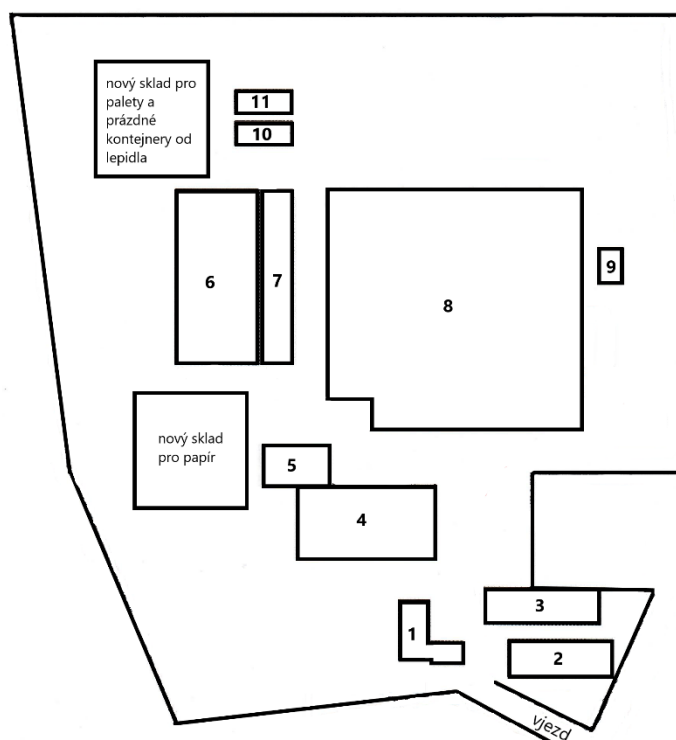 nový sklad pro
palety a
prázdné
kontejnery od
lepidla
11
10
6
7
8
9
nový sklad
pro papír
5
4
1
3
2
vjezd